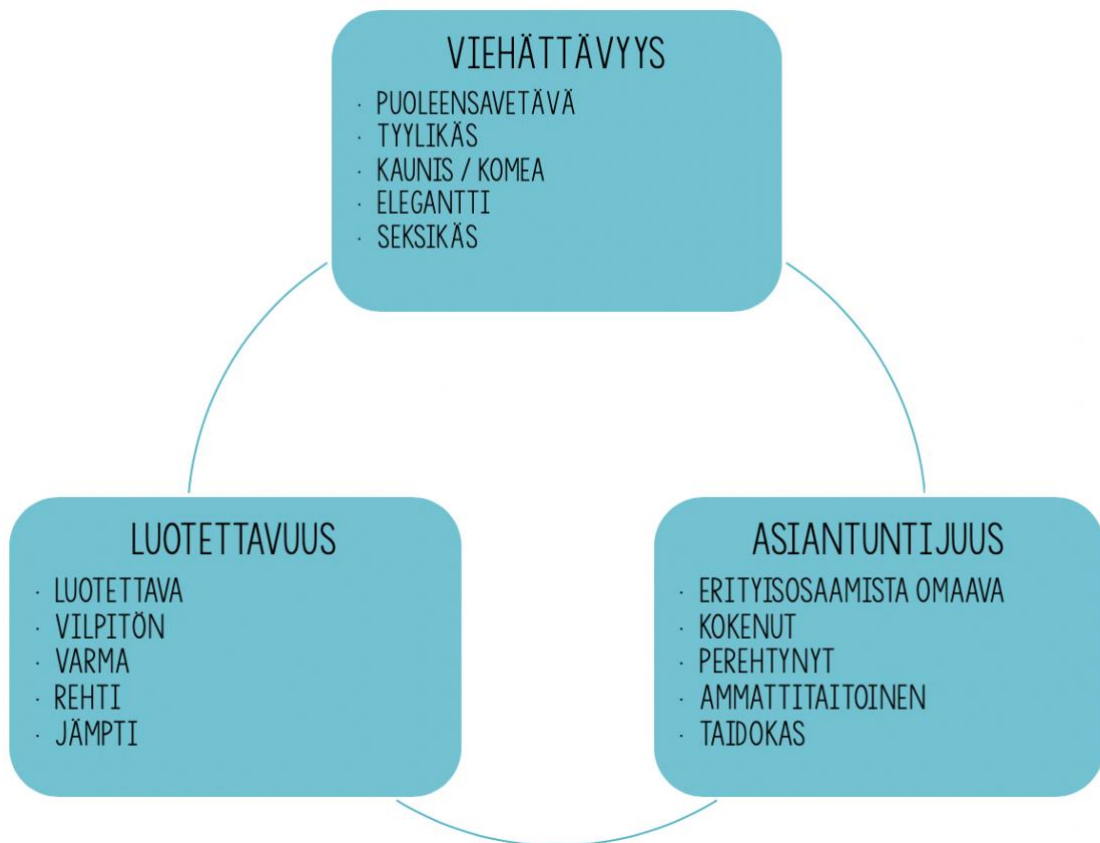 VIEHÄTTÄVYYS
· PUOLEENSAVETÄVÄ
· TYYLIKÄS
· KAUNIS / KOMEA
· ELEGANTTI
· SEKSIKÄS
LUOTETTAVUUS
· LUOTETTAVA
· VILPITÖN
· VARMA
· REHTI
· JÄMPTI
ASIANTUNTIJUUS
· ERITYISOSAAMISTA OMAAVA
· KOKENUT
· PEREHTYNYT
· AMMATTITAITOINEN
· TAIDOKAS